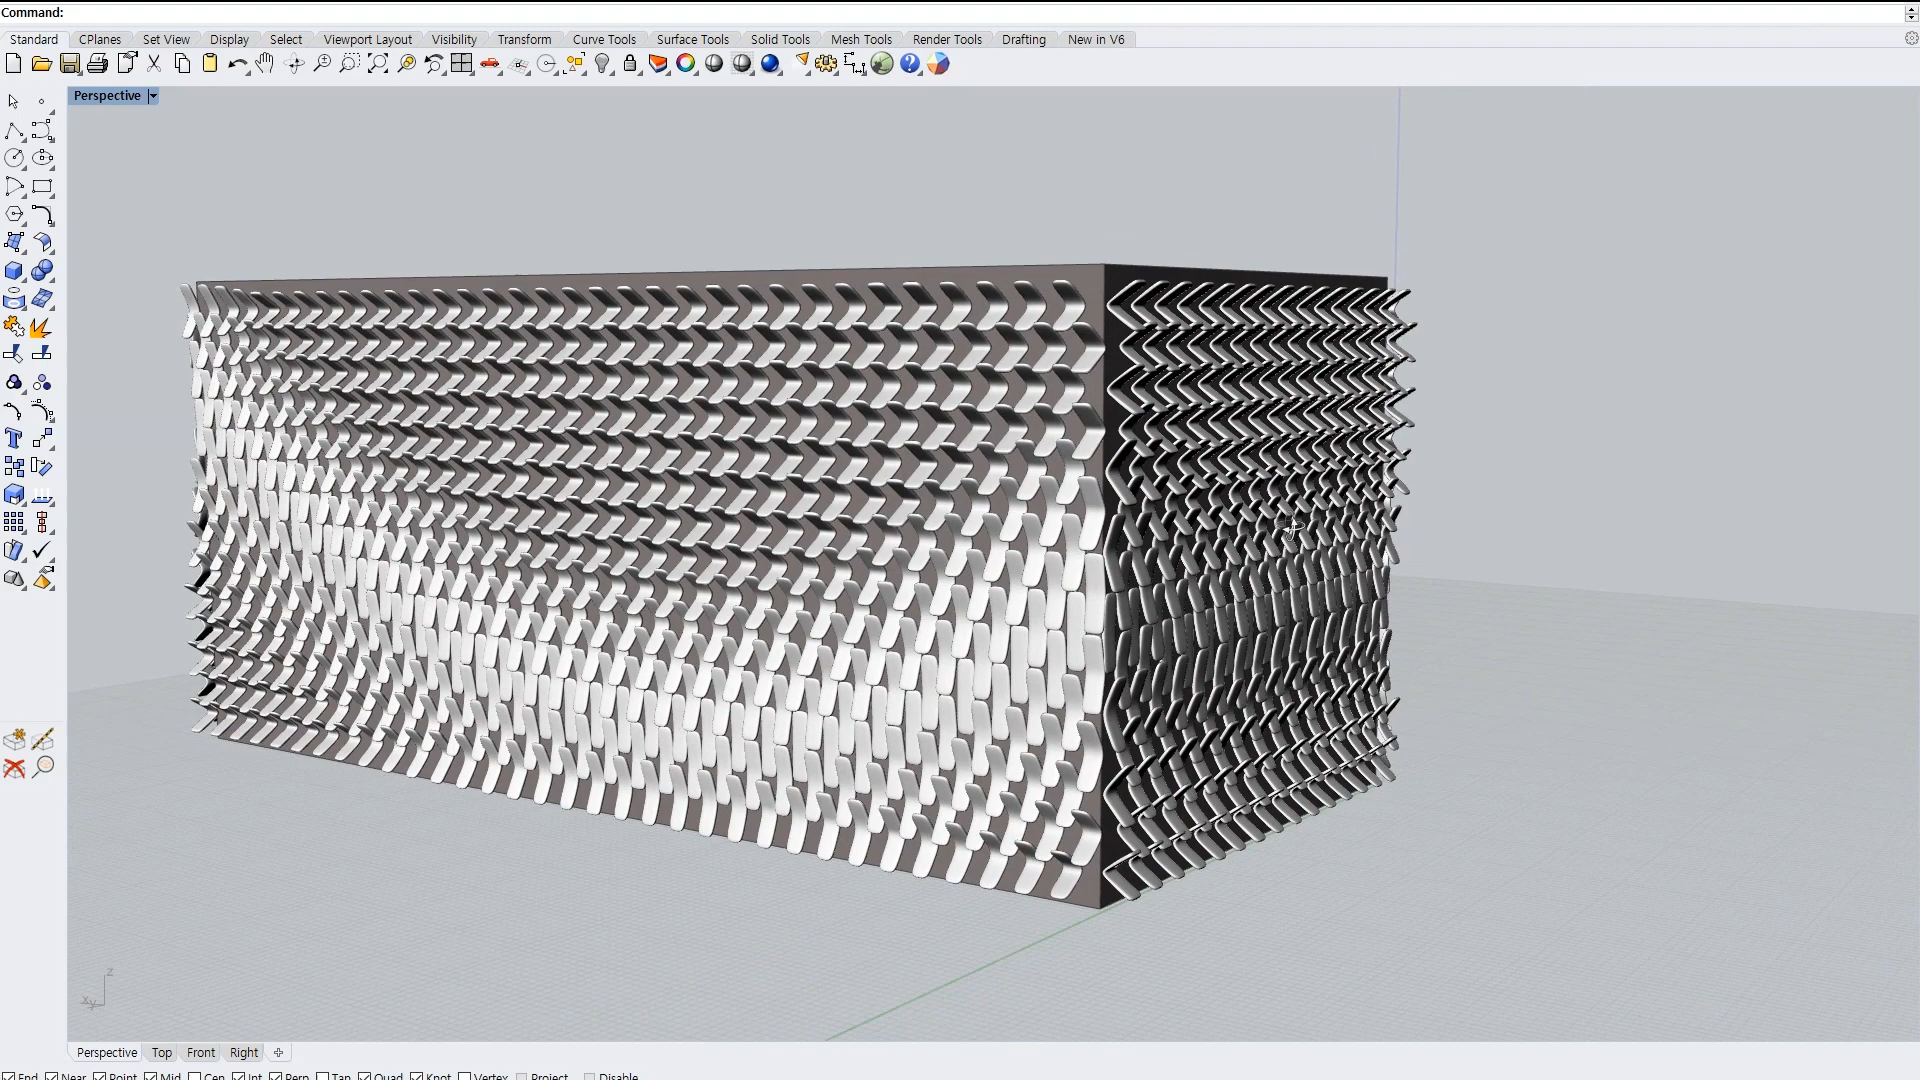 Command:
Standard CPlanes Set View Display Select Viewport Layout Visibility Transform Curve Tools Surface Tools Solid Tools Mesh Tools Render Tools Drafting New in V6
Perspective
z
x y
Perspective Top Front Right
End Near Point Mid Cen Int Perp Tan Quad Knot Vertex Project Disable